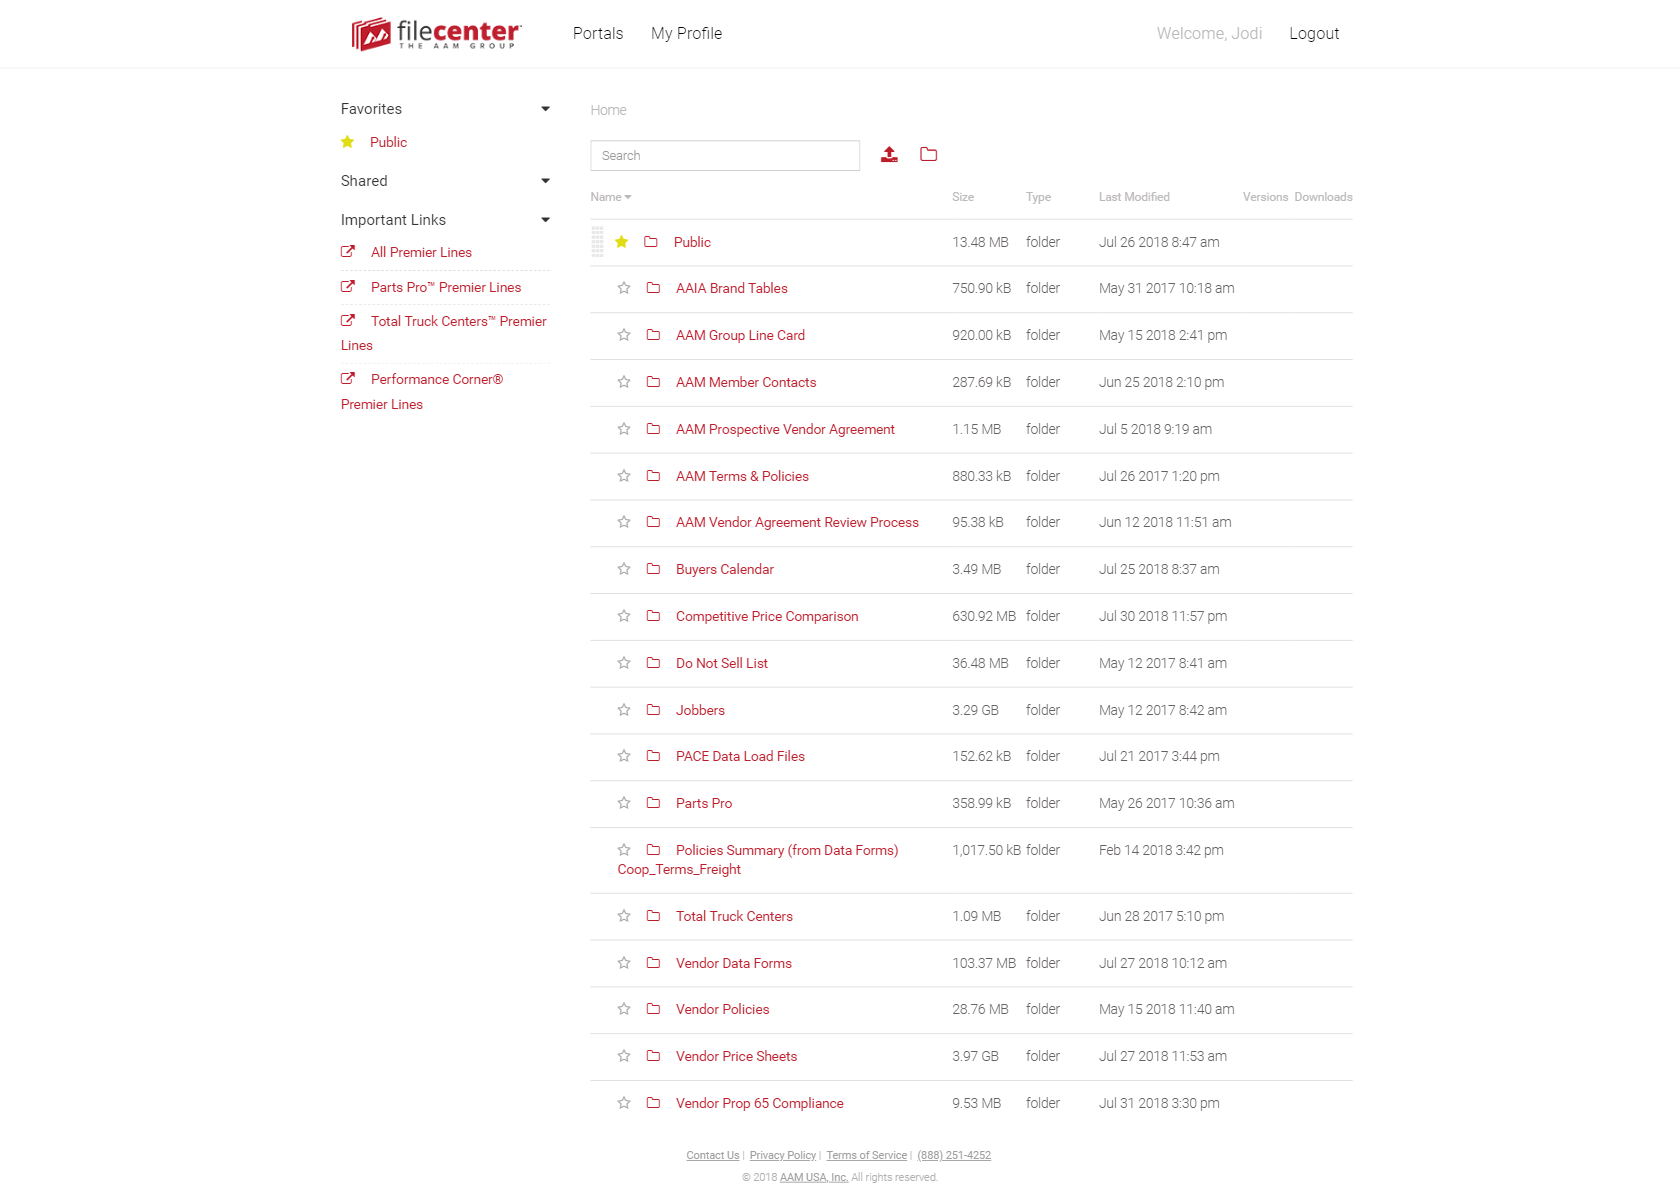 filecenter
THE AAM GROUP
Portals
My Profile
Welcome, Jodi
Logout
Favorites
Public
Shared
Important Links
All Premier Lines
Parts Pro™ Premier Lines
Total Truck Centers™ Premier
Lines
Performance Corner®
Premier Lines
Home
Search
Name Size Type Last Modified Versions Downloads
Public 13.48 MB folder Jul 26 2018 8:47 am
AAIA Brand Tables 750.90 kB folder May 31 2017 10:18 am
AAM Group Line Card 920.00 kB folder May 15 2018 2:41 pm
AAM Member Contacts 287.69 kB folder Jun 25 2018 2:10 pm
AAM Prospective Vendor Agreement 1.15 MB folder Jul 5 2018 9:19 am
AAM Terms & Policies 880.33 kB folder Jul 26 2017 1:20 pm
AAM Vendor Agreement Review Process 95.38 kB folder Jun 12 2018 11:51 am
Buyers Calendar 3.49 MB folder Jul 25 2018 8:37 am
Competitive Price Comparison 630.92 MB folder Jul 30 2018 11:57 pm
Do Not Sell List 36.48 MB folder May 12 2017 8:41 am
Jobbers 3.29 GB folder May 12 2017 8:42 am
PACE Data Load Files 152.62 kB folder Jul 21 2017 3:44 pm
Parts Pro 358.99 kB folder May 26 2017 10:36 am
Policies Summary (from Data Forms) 1,017.50 kB folder Feb 14 2018 3:42 pm
Coop_Terms_Freight
Total Truck Centers 1.09 MB folder Jun 28 2017 5:10 pm
Vendor Data Forms 103.37 MB folder Jul 27 2018 10:12 am
Vendor Policies 28.76 MB folder May 15 2018 11:40 am
Vendor Price Sheets 3.97 GB folder Jul 27 2018 11:53 am
Vendor Prop 65 Compliance 9.53 MB folder Jul 31 2018 3:30 pm
Contact Us | Privacy Policy | Terms of Service | (888) 251-4252
© 2018 AAM USA, Inc. All rights reserved.